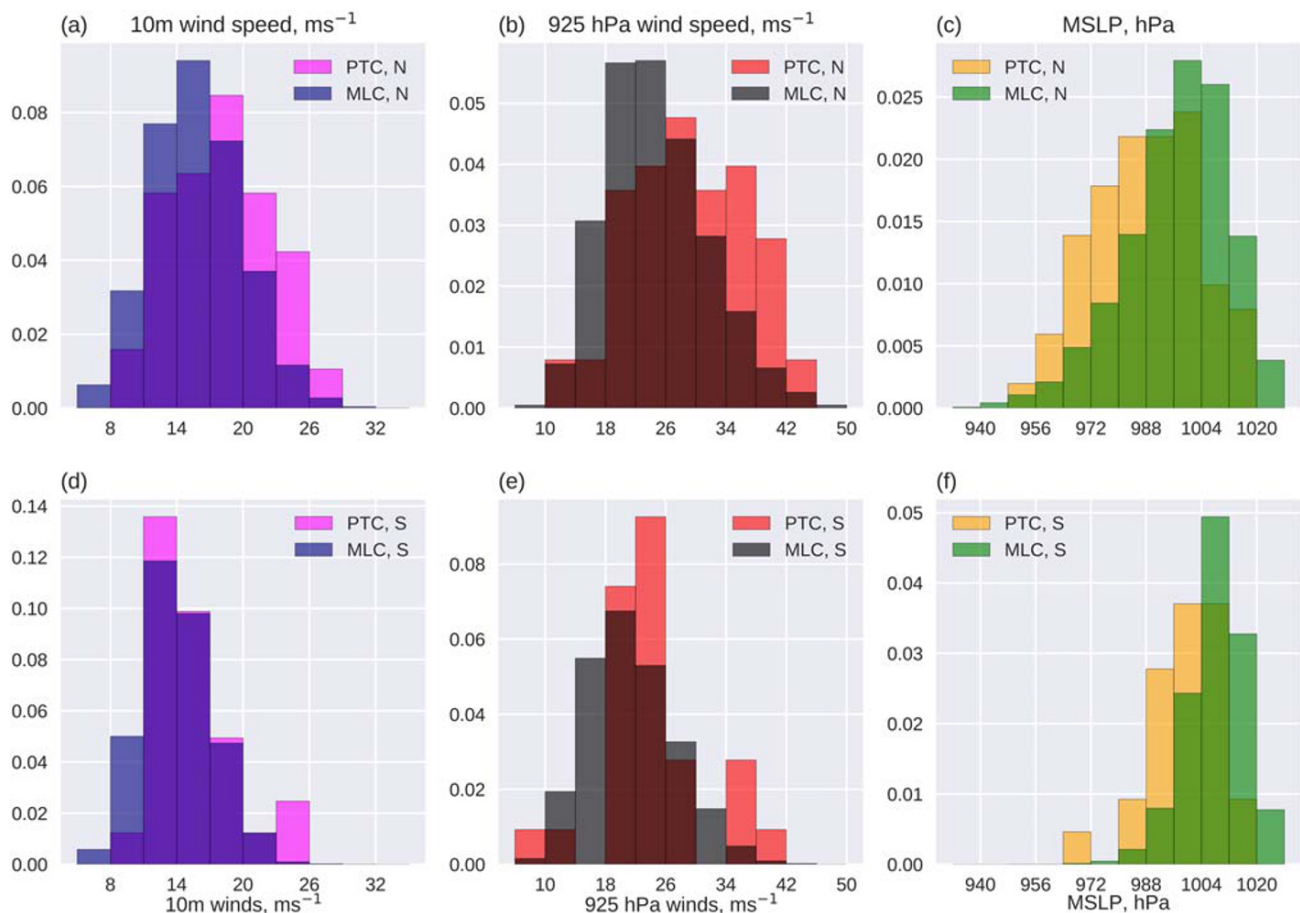 (a) 10m wind speed, ms⁻¹
PTC, N
MLC, N
0.08
0.06
0.04
0.02
0.00
8 14 20 26 32
(b) 925 hPa wind speed, ms⁻¹
PTC, N
MLC, N
0.05
0.04
0.03
0.02
0.01
0.00
10 18 26 34 42 50
(c) MSLP, hPa
PTC, N
MLC, N
0.025
0.020
0.015
0.010
0.005
0.000
940 956 972 988 1004 1020
(d)
PTC, S
MLC, S
0.14
0.12
0.10
0.08
0.06
0.04
0.02
0.00
8 14 20 26 32
10m winds, ms⁻¹
(e)
PTC, S
MLC, S
0.08
0.06
0.04
0.02
0.00
10 18 26 34 42 50
925 hPa winds, ms⁻¹
(f)
PTC, S
MLC, S
0.05
0.04
0.03
0.02
0.01
0.00
940 956 972 988 1004 1020
MSLP, hPa